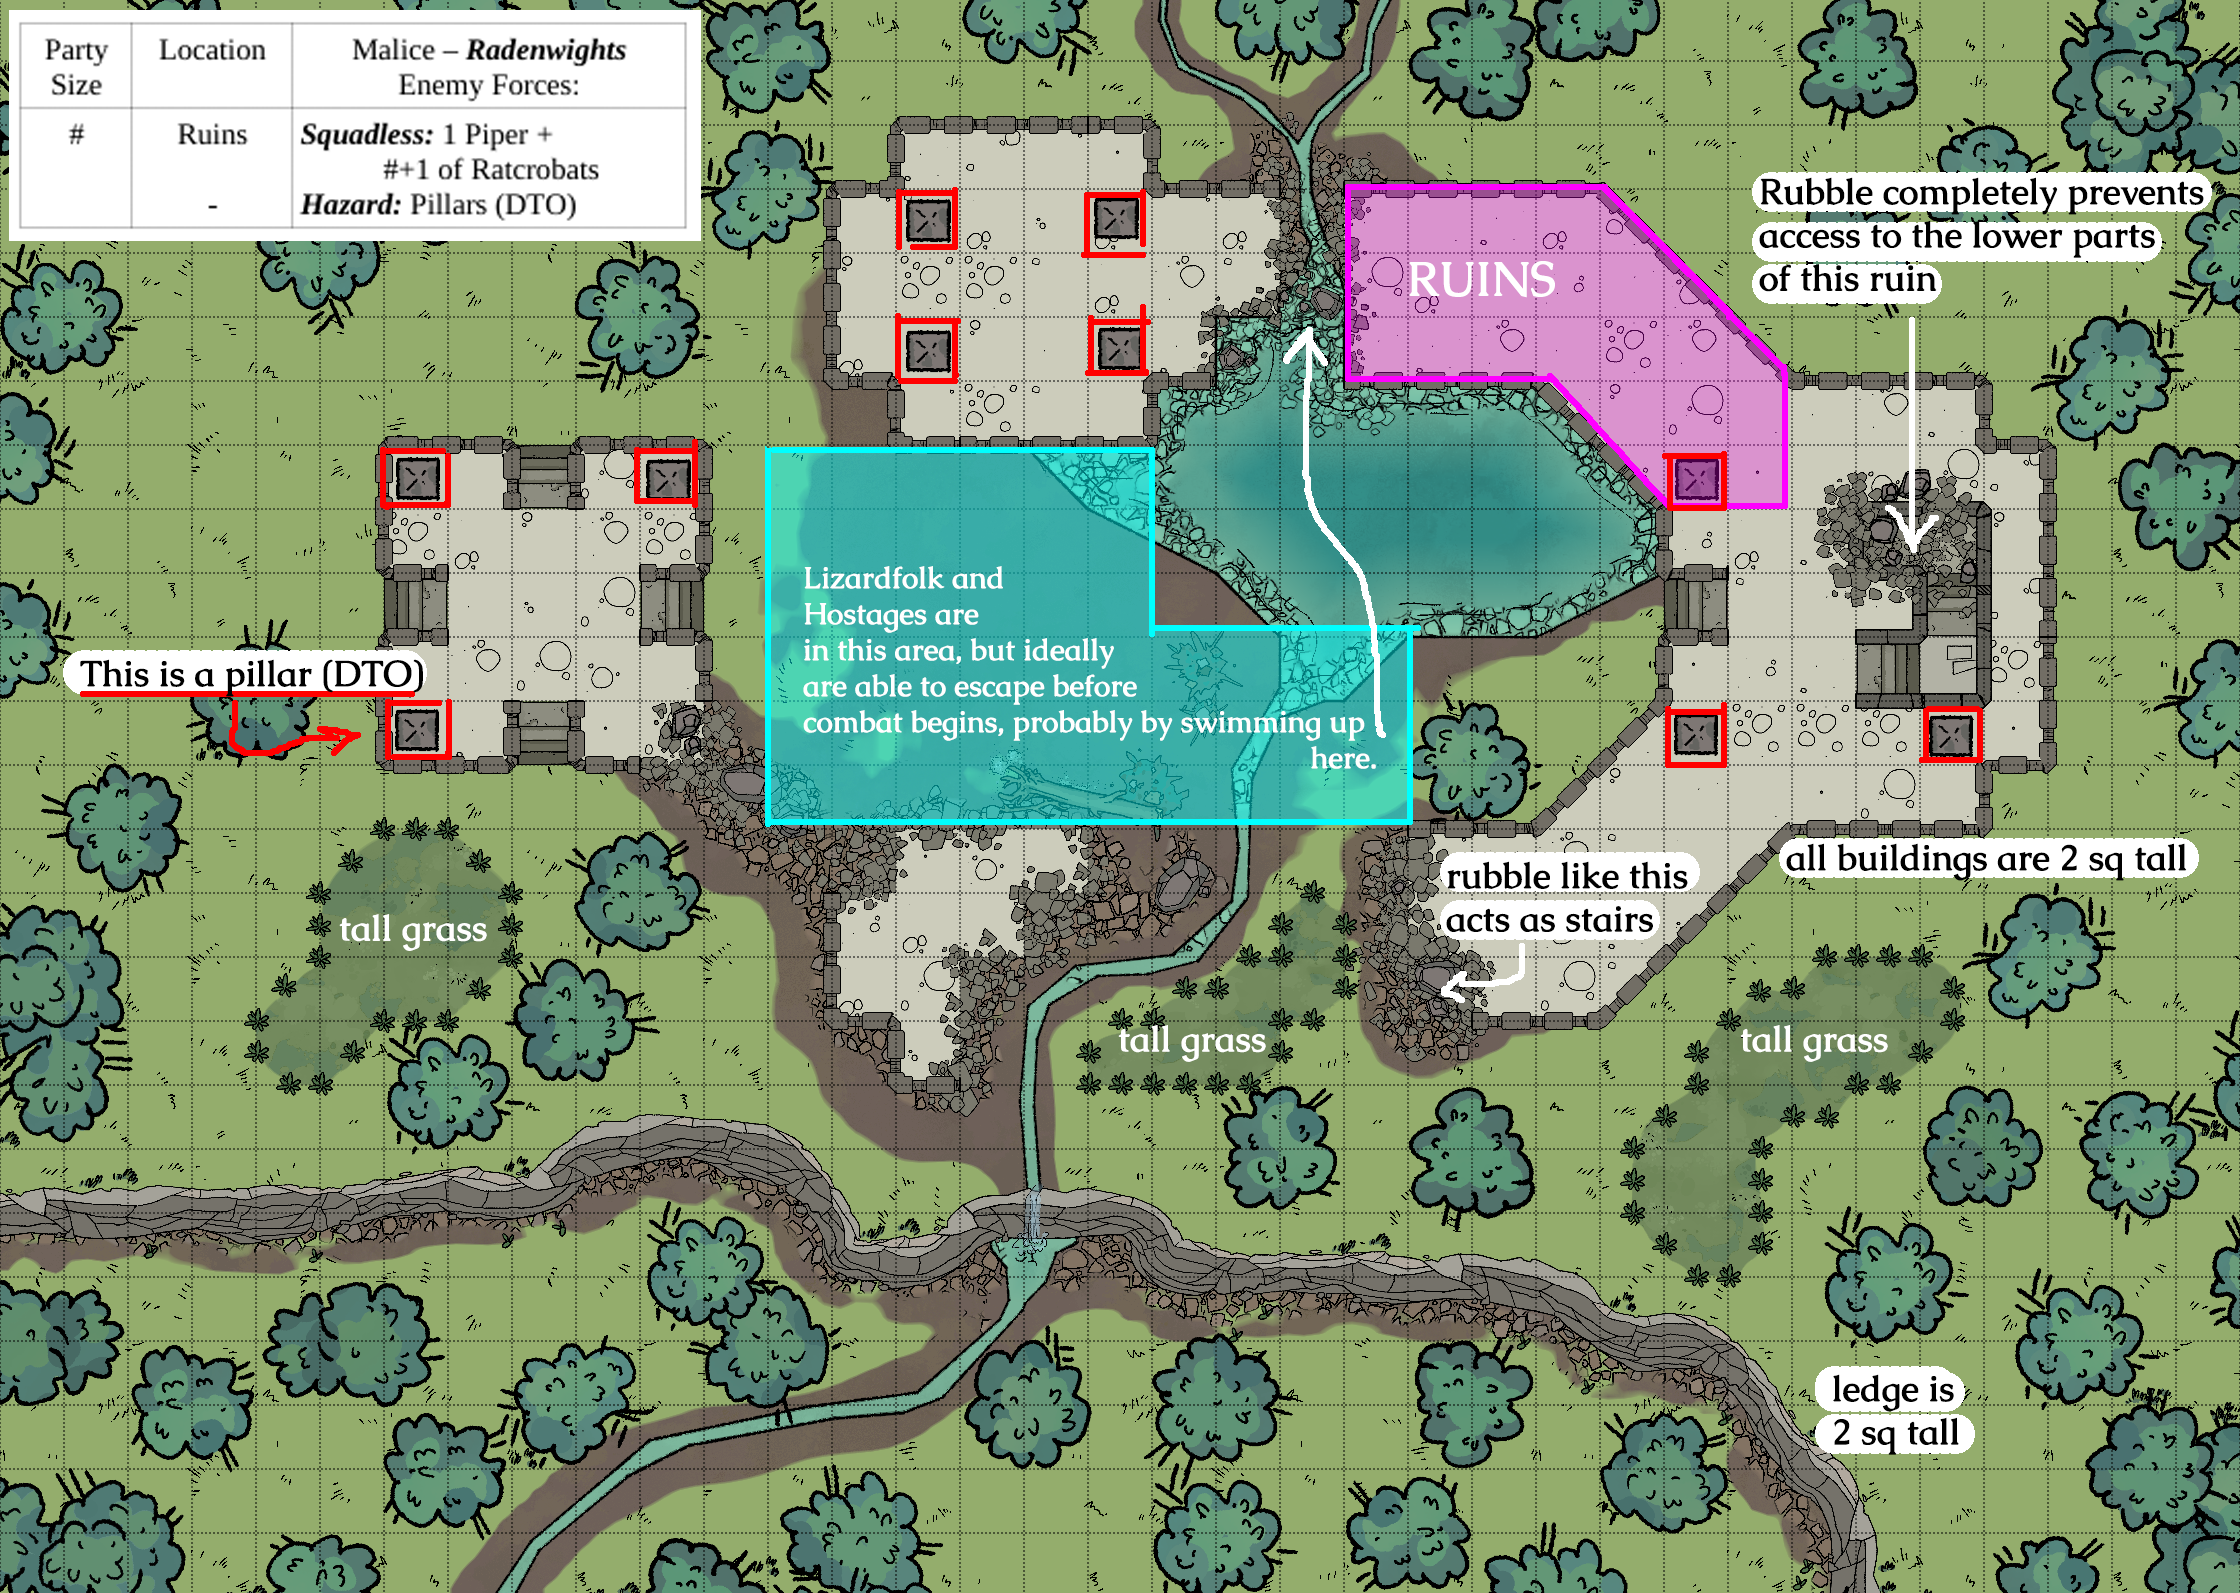 Party Size
Location
Malice – Radenwights
Enemy Forces:
#
Ruins
Squadless: 1 Piper +
#+1 of Ratcrobats
-
Hazard: Pillars (DTO)
RUINS
Rubble completely prevents
access to the lower parts
of this ruin
Lizardfolk and
Hostages are
in this area, but ideally
are able to escape before
combat begins, probably by swimming up
here.
This is a pillar (DTO)
all buildings are 2 sq tall
rubble like this
acts as stairs
tall grass
tall grass
tall grass
ledge is
2 sq tall